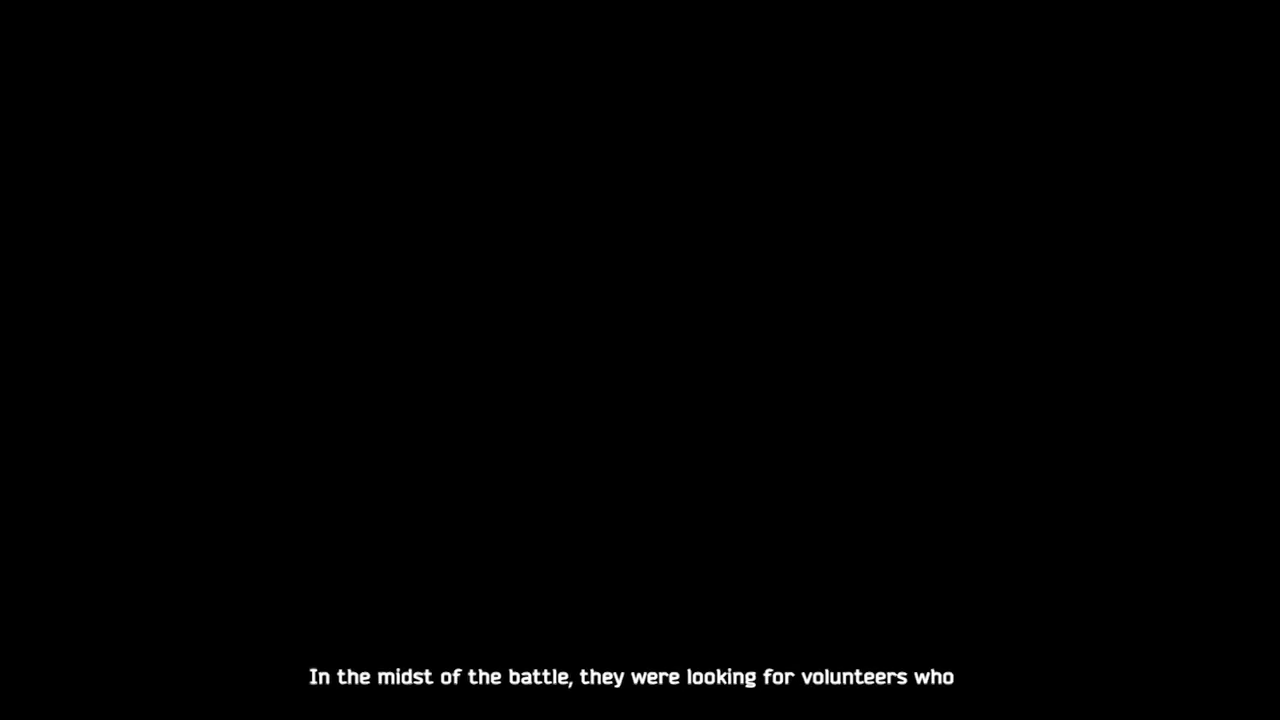 In the midst of the battle, they were looking for volunteers who